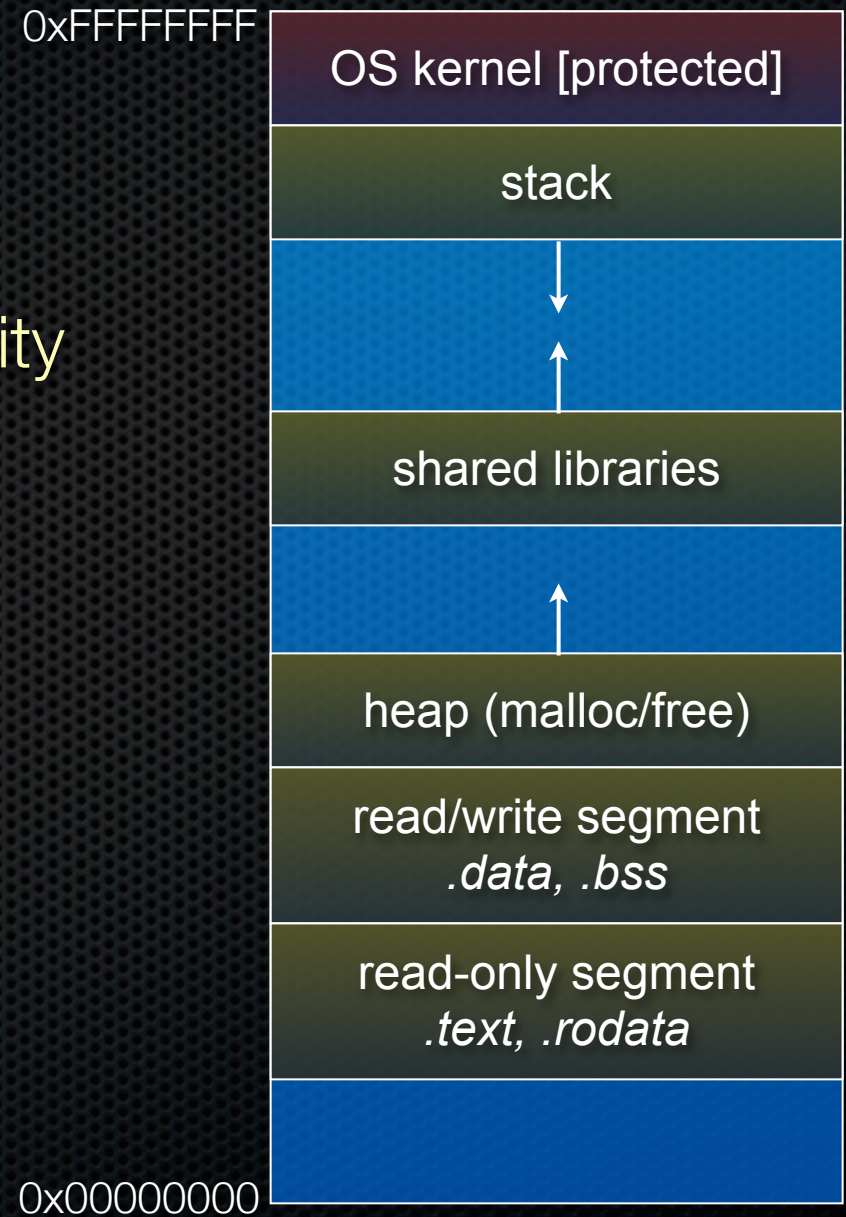 0xFFFFFFFF
OS kernel [protected]
stack
ity
shared libraries
heap (malloc/free)
read/write segment
.data, .bss
read-only segment
.text, .rodata
0x00000000